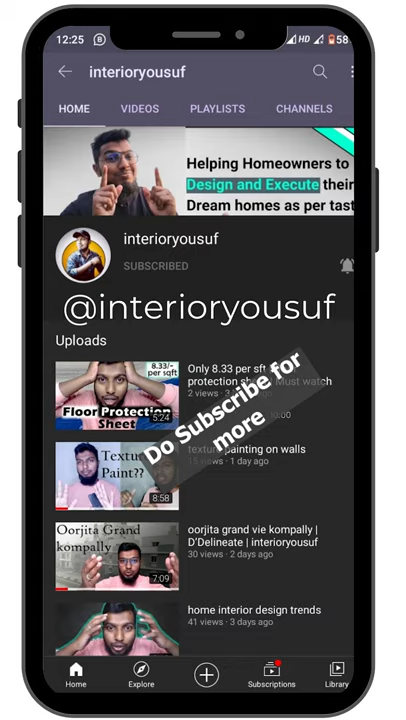 12:25 B HD 58
interioryousuf
HOME VIDEOS PLAYLISTS CHANNELS
Helping Homeowners to
Design and Execute their
Dream homes as per tast
interioryousuf
SUBSCRIBED
@interioryousuf
Uploads
8.33/-
per sqft
Floor Protection
Sheet
5:24
Only 8.33 per sft
protection Must watch
2 views · 3
Do Subscribe for
more
Paint??
8:58
texture painting on walls
views · 1 day ago
Oorjita Grand
kompally
7:09
oorjita grand vie kompally |
D'Delineate | interioryousuf
30 views · 2 days ago
home interior design trends
41 views · 3 days ago
Home Explore Subscriptions Library